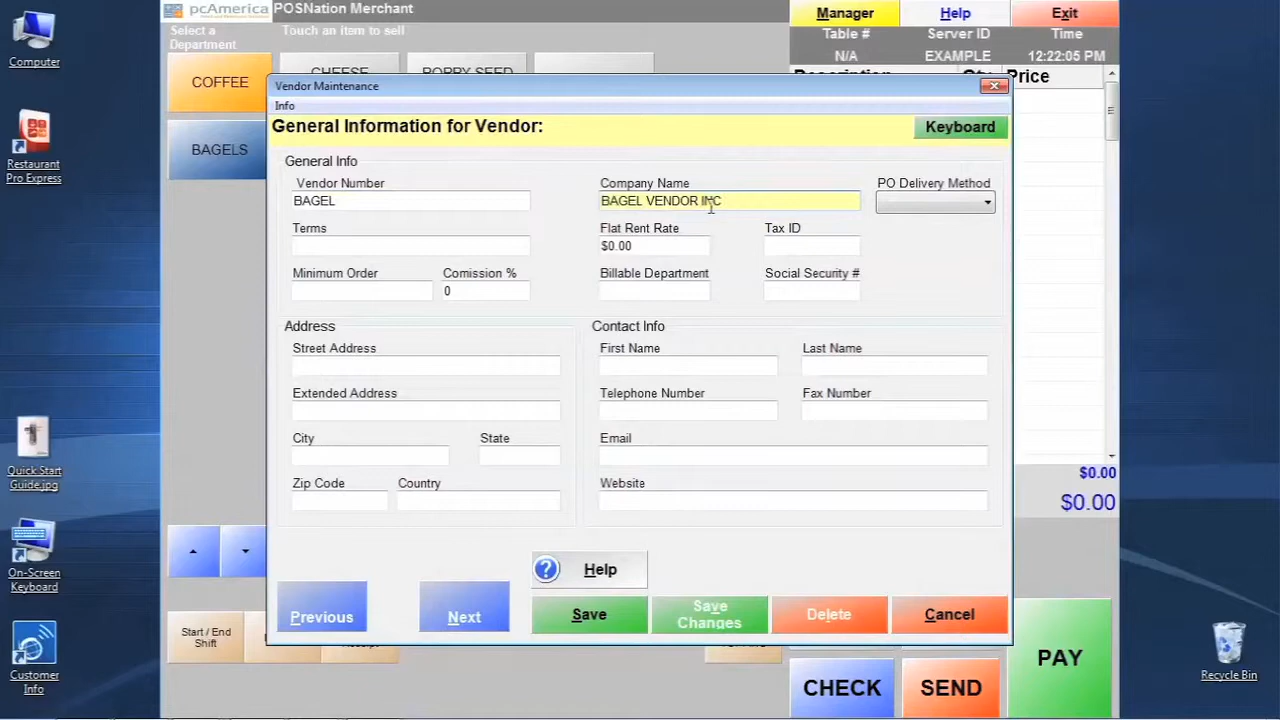 Computer
Restaurant
Pro Express
Quick Start
Guide.jpg
On-Screen
Keyboard
Customer
Info
Recycle Bin
pcAmerica
POSNation Merchant
Select a
Department
Touch an item to sell
Manager
Help
Exit
Table #
Server ID
Time
N/A
EXAMPLE
12:22:05 PM
Price
COFFEE
BAGELS
Vendor Maintenance
Info
General Information for Vendor:
Keyboard
General Info
Vendor Number
Company Name
PO Delivery Method
BAGEL
BAGEL VENDOR INC
Terms
Flat Rent Rate
Tax ID
$0.00
Minimum Order
Comission %
Billable Department
Social Security #
0
Address
Contact Info
Street Address
First Name
Last Name
Extended Address
Telephone Number
Fax Number
City
State
Email
Zip Code
Country
Website
Help
Previous
Next
Save
Save
Changes
Delete
Cancel
$0.00
$0.00
Start / End
Shift
CHECK
SEND
PAY